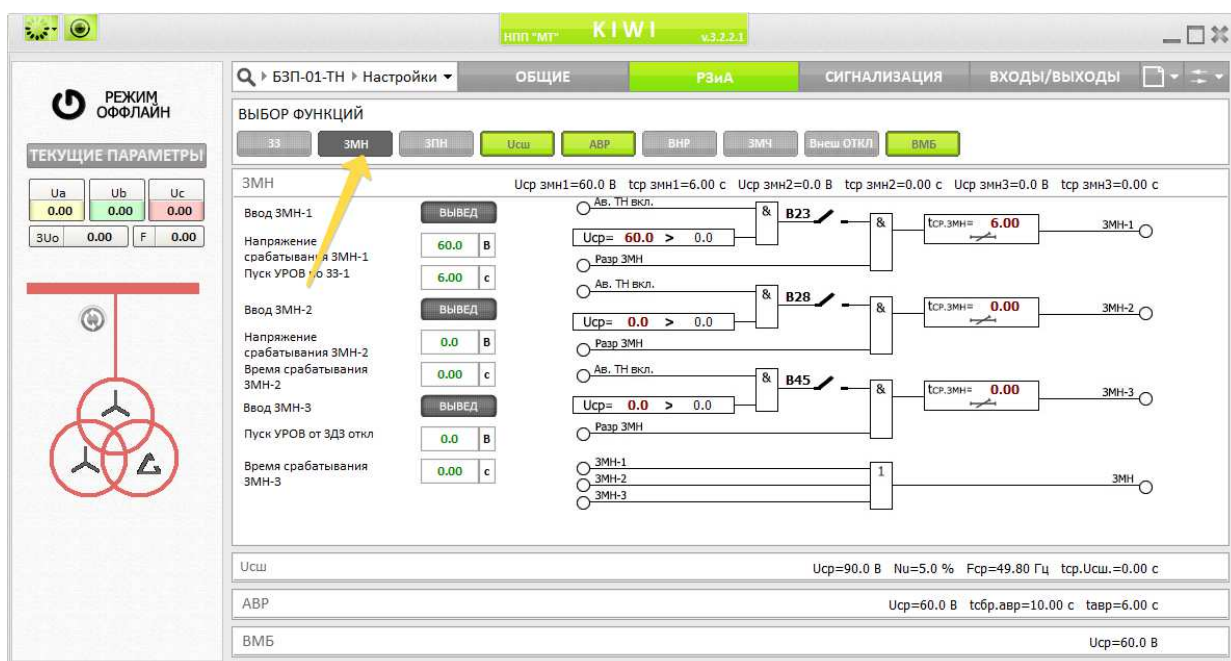 НПП "МТ" KIWI v.3.2.2.1
РЕЖИМ
ОФФЛАЙН
ТЕКУЩИЕ ПАРАМЕТРЫ
Ua Ub Uc
0.00 0.00 0.00
3Uo 0.00 F 0.00
БЗП-01-ТН Настройки ОБЩИЕ РЗиА СИГНАЛИЗАЦИЯ ВХОДЫ/ВЫХОДЫ
ВЫБОР ФУНКЦИЙ
ЗЗ ЗМН ЗПН Uсш АВР ВНР ЗМЧ Внеш ОТКЛ ВМБ
ЗМН Uср змн1=60.0 В tср змн1=6.00 с Uср змн2=0.0 В tср змн2=0.00 с Uср змн3=0.0 В tср змн3=0.00 с
Ввод ЗМН-1 ВЫВЕД
Напряжение
срабатывания ЗМН-1 60.0 В
Пуск УРОВ по ЗЗ-1 6.00 с
Ввод ЗМН-2 ВЫВЕД
Напряжение
срабатывания ЗМН-2 0.0 В
Время срабатывания
ЗМН-2 0.00 с
Ввод ЗМН-3 ВЫВЕД
Пуск УРОВ от ЗДЗ откл 0.0 В
Время срабатывания
ЗМН-3 0.00 с
Ав. ТН вкл.
& В23 & tср.змн= 6.00 ЗМН-1
Uср= 60.0 > 0.0
Разр ЗМН
Ав. ТН вкл.
& В28 & tср.змн= 0.00 ЗМН-2
Uср= 0.0 > 0.0
Разр ЗМН
Ав. ТН вкл.
& В45 & tср.змн= 0.00 ЗМН-3
Uср= 0.0 > 0.0
Разр ЗМН
ЗМН-1
ЗМН-2 1 ЗМН
ЗМН-3
Uсш Uср=90.0 В Nu=5.0 % Fср=49.80 Гц tср.Uсш.=0.00 с
АВР Uср=60.0 В tсбр.авр=10.00 с tавр=6.00 с
ВМБ Uср=60.0 В